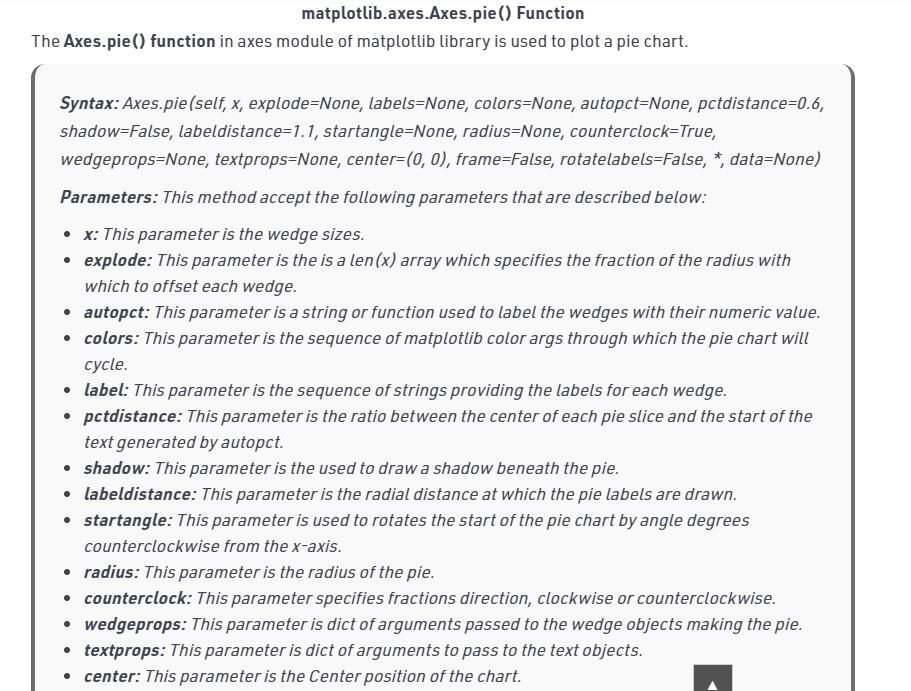 matplotlib.axes.Axes.pie() Function
The Axes.pie() function in axes module of matplotlib library is used to plot a pie chart.
Syntax: Axes.pie(self, x, explode=None, labels=None, colors=None, autopct=None, pctdistance=0.6,
shadow=False, labeldistance=1.1, startangle=None, radius=None, counterclock=True,
wedgeprops=None, textprops=None, center=(0, 0), frame=False, rotatelabels=False, *, data=None)
Parameters: This method accept the following parameters that are described below:
• x: This parameter is the wedge sizes.
• explode: This parameter is the is a len(x) array which specifies the fraction of the radius with
which to offset each wedge.
• autopct: This parameter is a string or function used to label the wedges with their numeric value.
• colors: This parameter is the sequence of matplotlib color args through which the pie chart will
cycle.
• label: This parameter is the sequence of strings providing the labels for each wedge.
• pctdistance: This parameter is the ratio between the center of each pie slice and the start of the
text generated by autopct.
• shadow: This parameter is the used to draw a shadow beneath the pie.
• labeldistance: This parameter is the radial distance at which the pie labels are drawn.
• startangle: This parameter is used to rotates the start of the pie chart by angle degrees
counterclockwise from the x-axis.
• radius: This parameter is the radius of the pie.
• counterclock: This parameter specifies fractions direction, clockwise or counterclockwise.
• wedgeprops: This parameter is dict of arguments passed to the wedge objects making the pie.
• textprops: This parameter is dict of arguments to pass to the text objects.
• center: This parameter is the Center position of the chart.